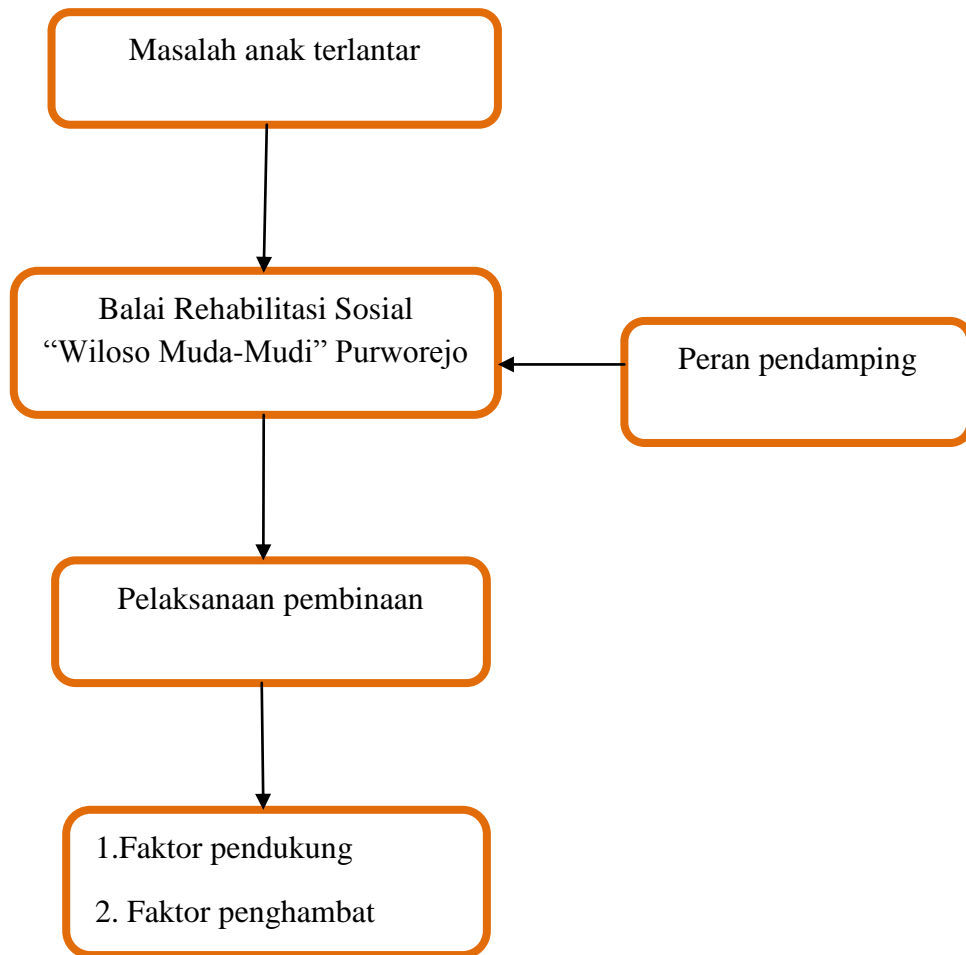 Masalah anak terlantar
Balai Rehabilitasi Sosial
“Wiloso Muda-Mudi” Purworejo
Peran pendamping
Pelaksanaan pembinaan
1.Faktor pendukung
2. Faktor penghambat